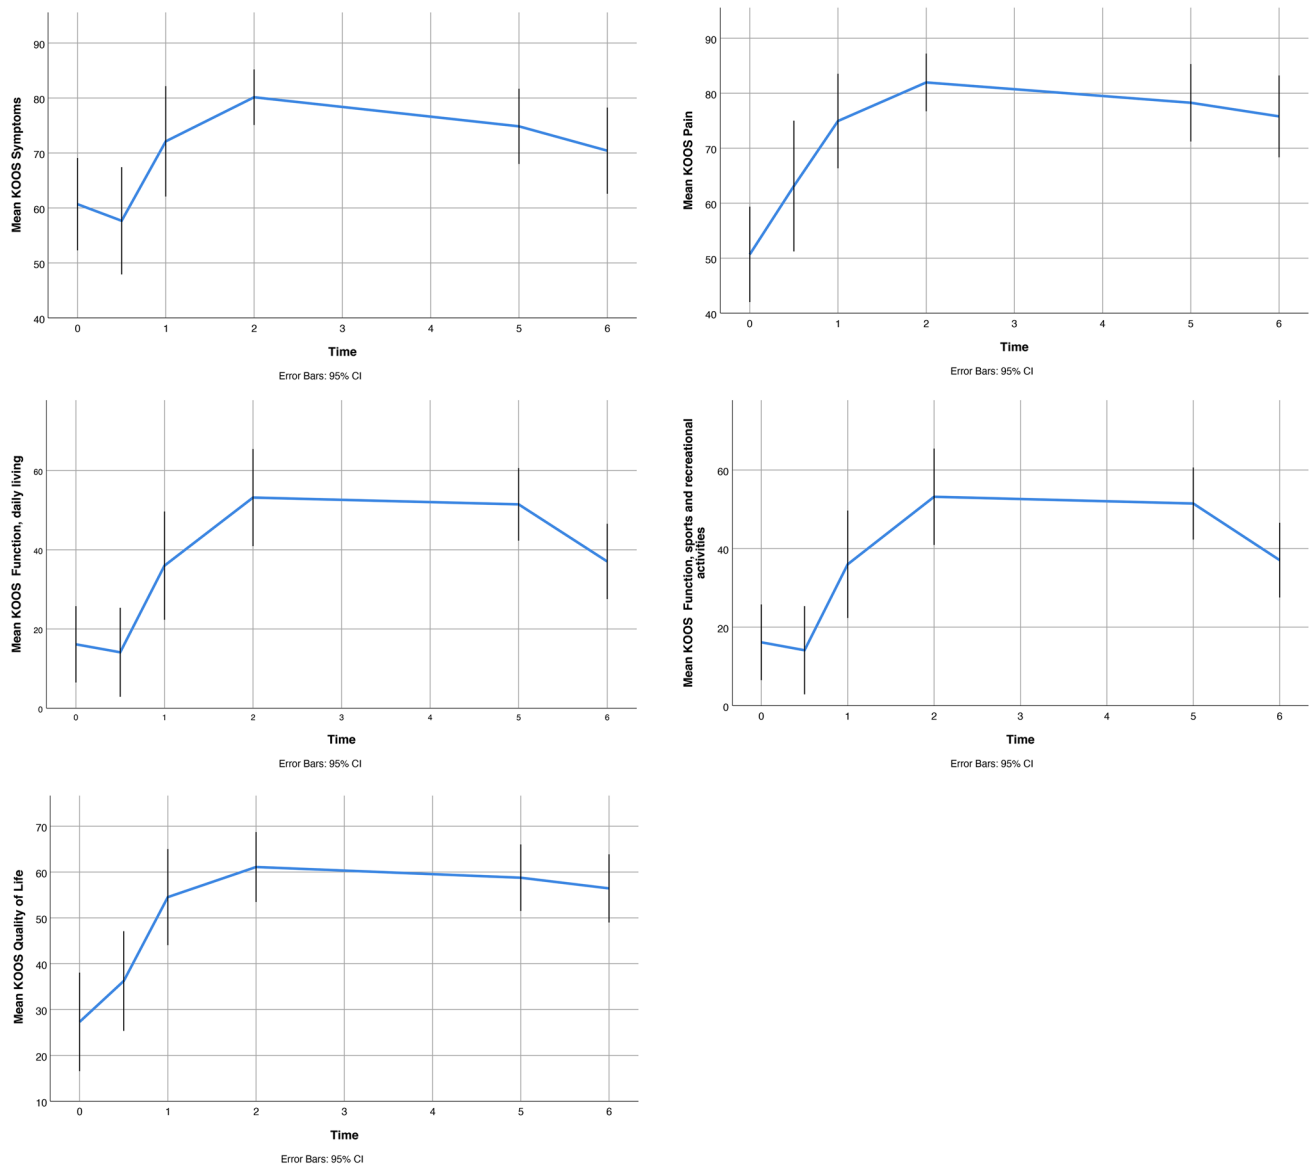 Mean KOOS Symptoms
90
80
70
60
50
40
0 1 2 3 4 5 6
Time
Error Bars: 95% CI
Mean KOOS Pain
90
80
70
60
50
40
0 1 2 3 4 5 6
Time
Error Bars: 95% CI
Mean KOOS Function, daily living
60
40
20
0
0 1 2 3 4 5 6
Time
Error Bars: 95% CI
Mean KOOS Function, sports and recreational
activities
60
40
20
0
0 1 2 3 4 5 6
Time
Error Bars: 95% CI
Mean KOOS Quality of Life
70
60
50
40
30
20
10
0 1 2 3 4 5 6
Time
Error Bars: 95% CI